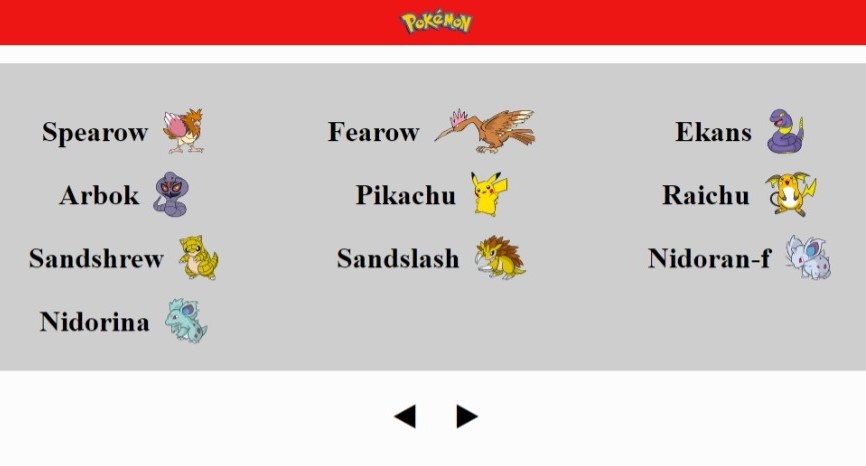 POKéMON
Spearow Fearow Ekans
Arbok Pikachu Raichu
Sandshrew Sandslash Nidoran-f
Nidorina